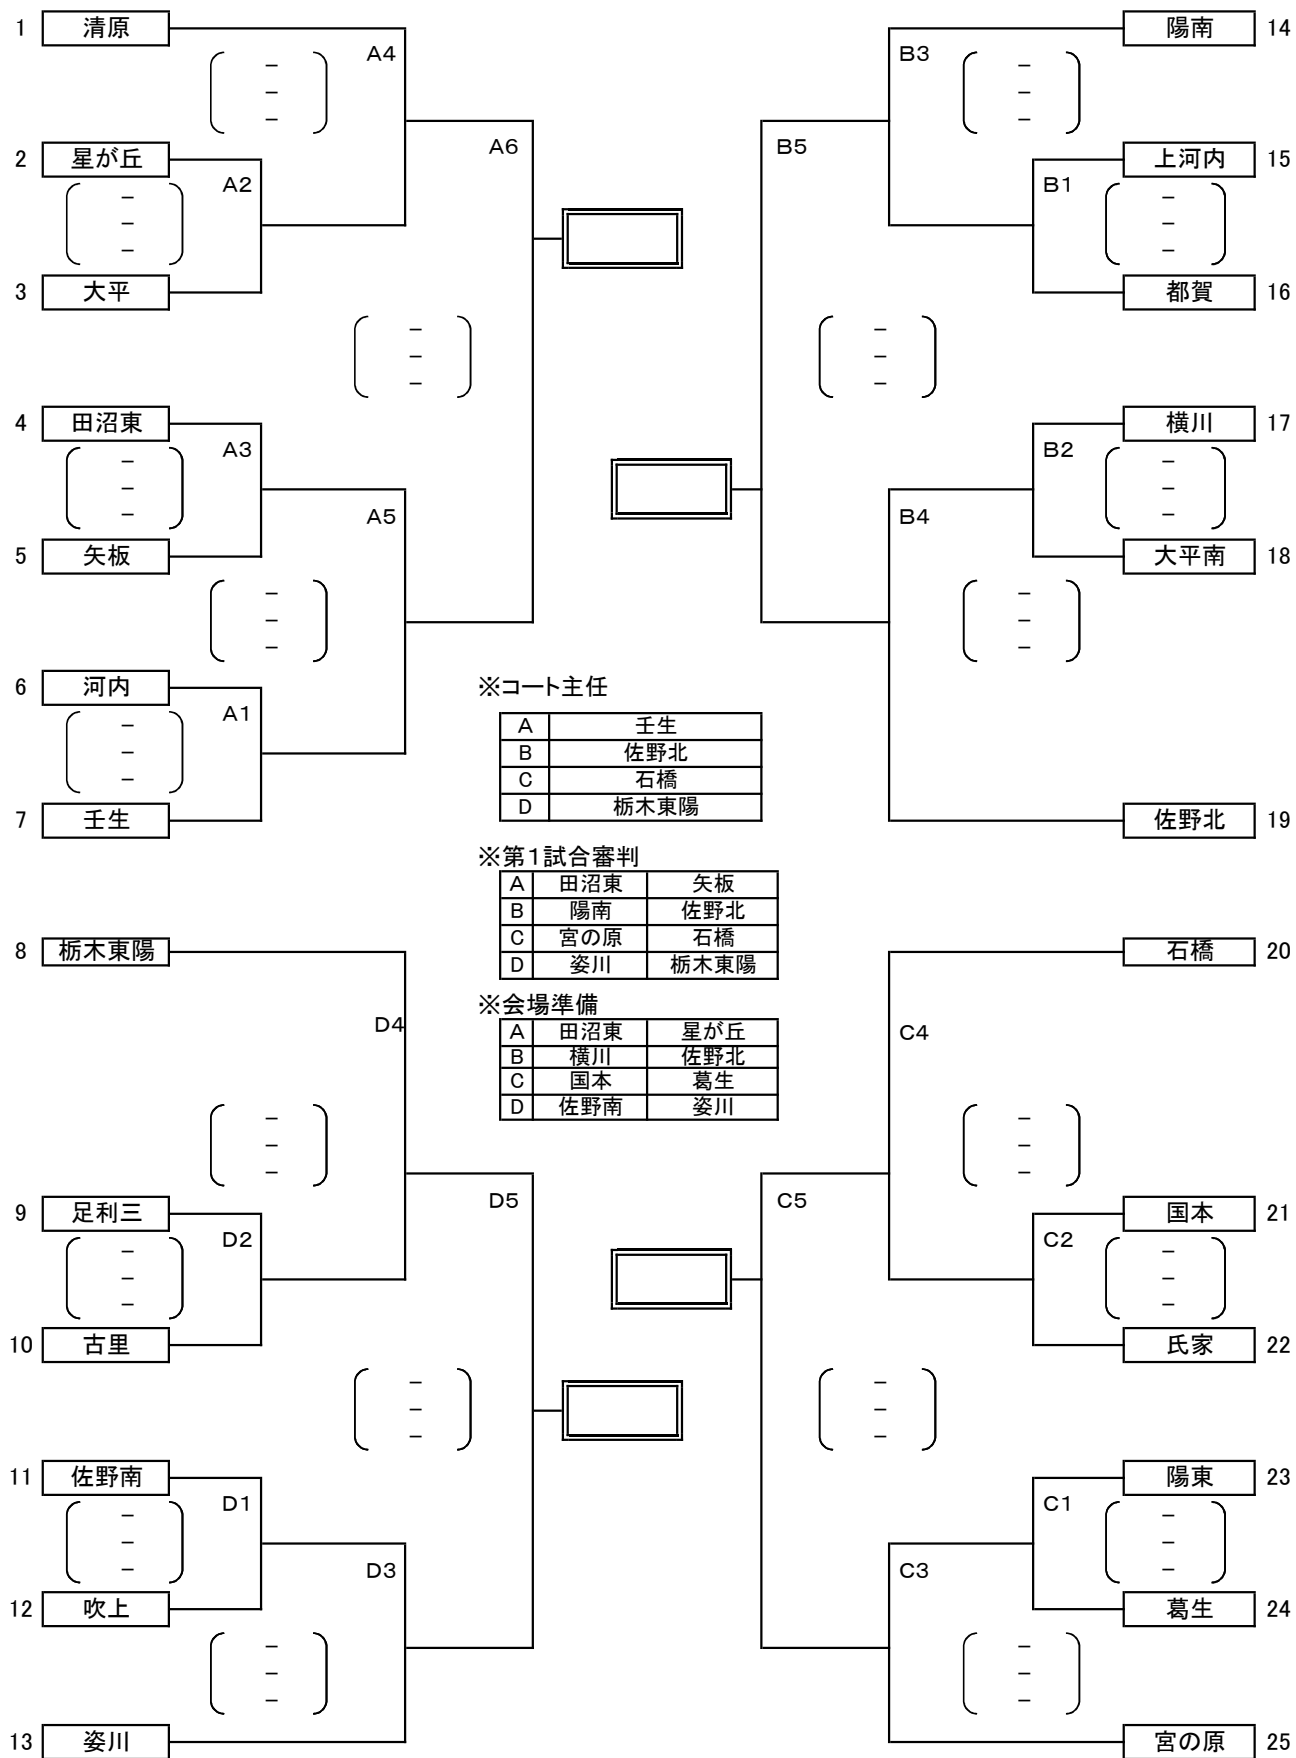 1 清原
A4
2 星が丘
A2
A6
3 大平
4 田沼東
A3
5 矢板
A5
6 河内
A1
7 壬生
陽南 14
B3
上河内 15
B1
B5
都賀 16
横川 17
B2
大平南 18
B4
佐野北 19
※コート主任
A 壬生
B 佐野北
C 石橋
D 栃木東陽
※第1試合審判
A 田沼東 矢板
B 陽南 佐野北
C 宮の原 石橋
D 姿川 栃木東陽
※会場準備
A 田沼東 星が丘
B 横川 佐野北
C 国本 葛生
D 佐野南 姿川
8 栃木東陽
D4
9 足利三
D2
D5
10 古里
11 佐野南
D1
12 吹上
D3
13 姿川
石橋 20
C4
国本 21
C2
C5
氏家 22
陽東 23
C1
葛生 24
C3
宮の原 25